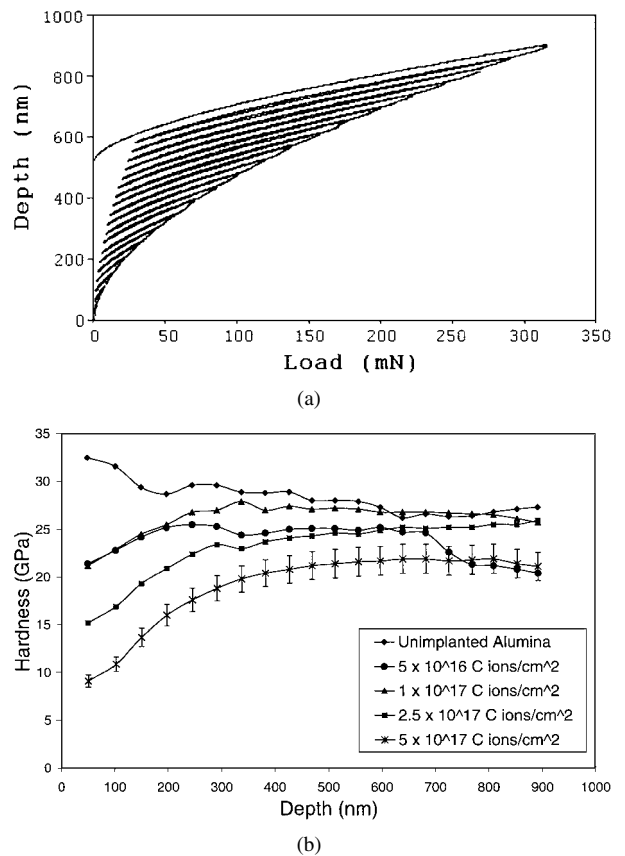 1000
800
600
400
200
0
Depth (nm)
0 50 100 150 200 250 300 350
Load (mN)
(a)
35
30
25
20
15
10
5
0
Hardness (GPa)
Unimplanted Alumina
5 x 10^16 C ions/cm^2
1 x 10^17 C ions/cm^2
2.5 x 10^17 C ions/cm^2
5 x 10^17 C ions/cm^2
0 100 200 300 400 500 600 700 800 900 1000
Depth (nm)
(b)